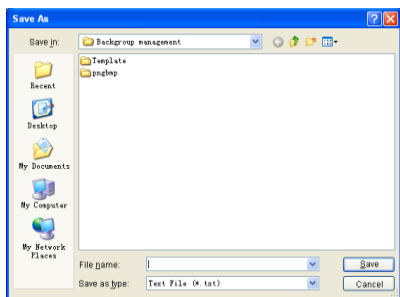 Save As
Save in:
Backgroup management
Template
pngbmp
Recent
Desktop
My Documents
My Computer
My Network
Places
File name:
Save
Save as type:
Text File (*.txt)
Cancel